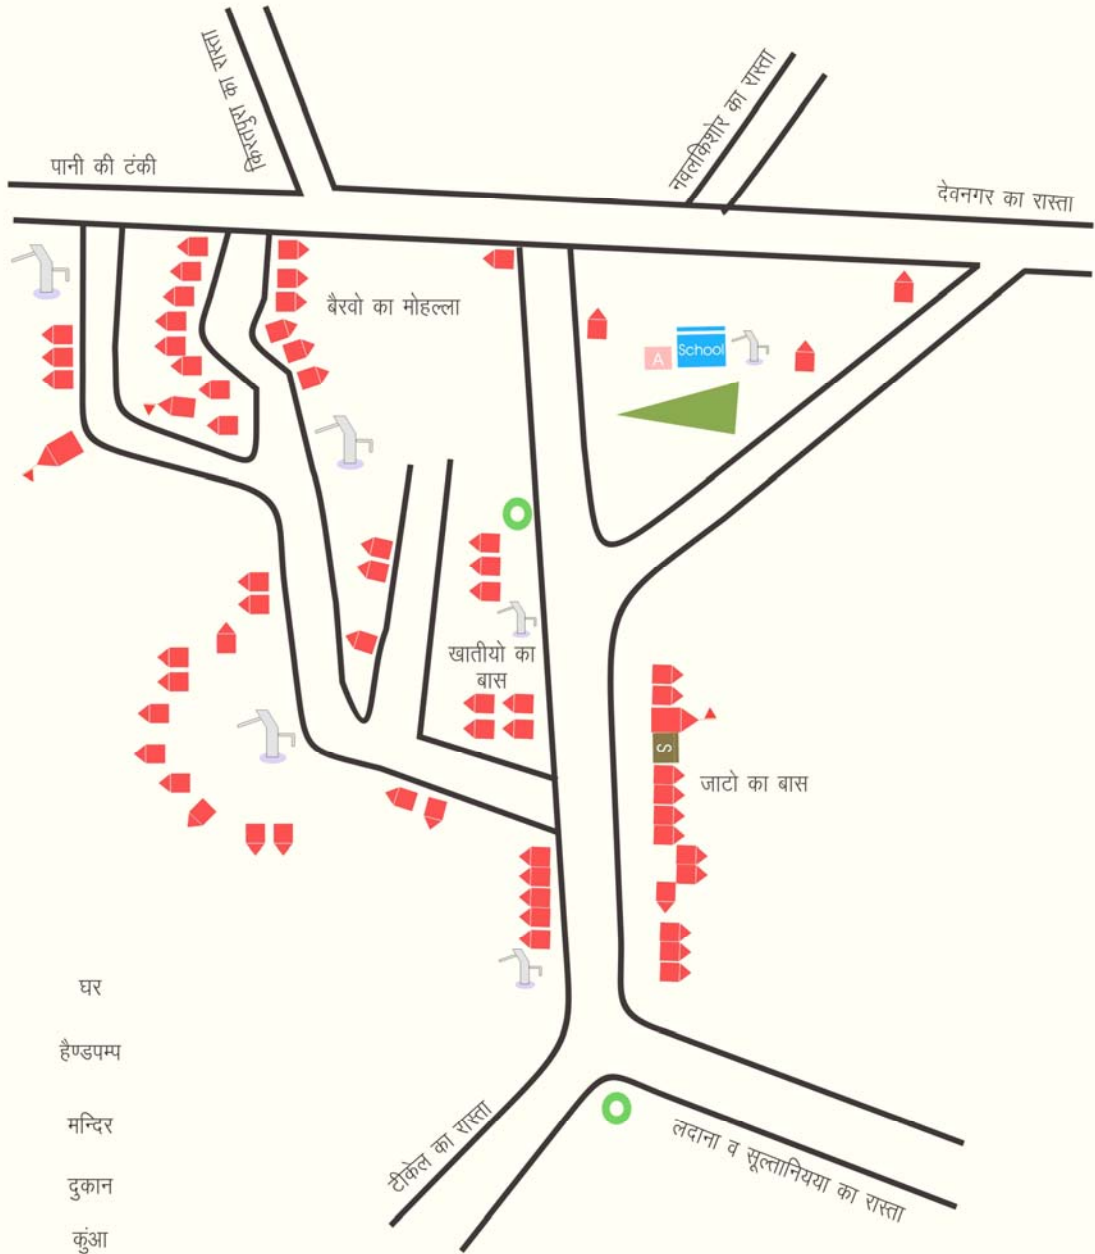 किरतपुरा का रास्ता
नवलकिशोर का रास्ता
पानी की टंकी
देवनगर का रास्ता
बैरवो का मोहल्ला
A
School
खातीयो का
बास
S
जाटो का बास
घर
हैण्डपम्प
मन्दिर
दुकान
कुंआ
टीकेल का रास्ता
लदाना व सूल्तानियया का रास्ता